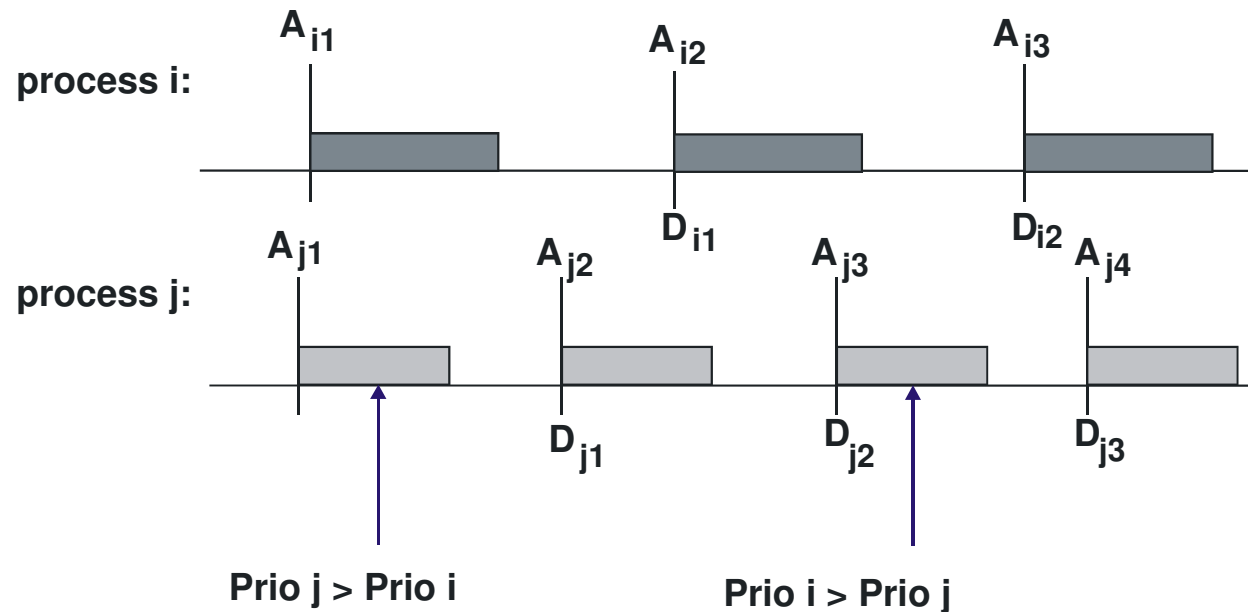 A i1
A i2
A i3
process i:
D i1
D i2
A j1
A j2
A j3
A j4
process j:
D j1
D j2
D j3
Prio j > Prio i
Prio i > Prio j